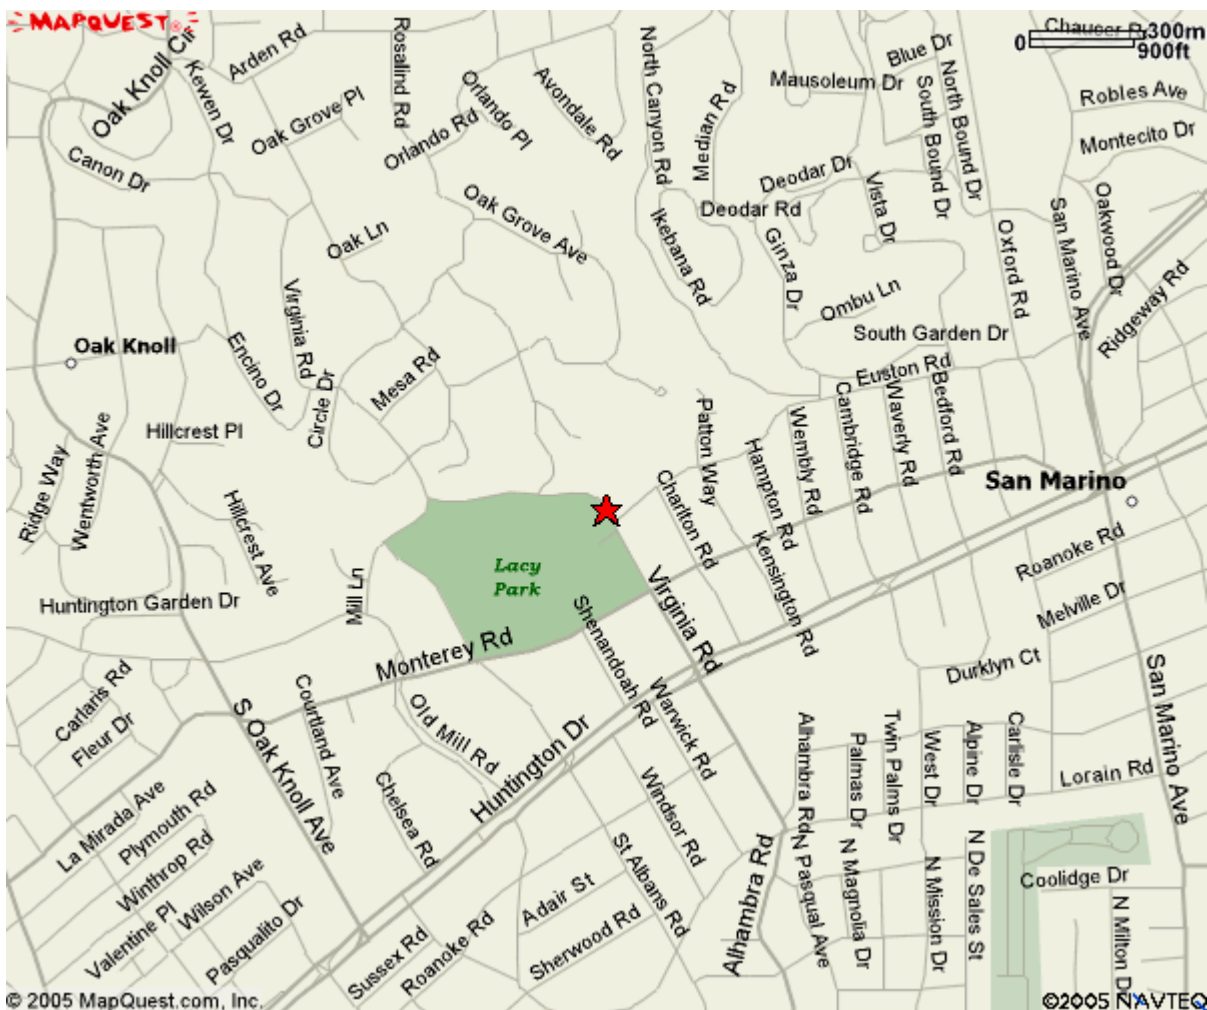 MAPQUEST
Chaucer R
300m
0
900ft
Oak Knoll Cir
Arden Rd
Rosalind Rd
North Canyon Rd
Blue Dr
Mausoleum Dr
Kewen Dr
Orlando Pl
Avondale Rd
Median Rd
South Bound Dr
North Bound Dr
Robles Ave
Oak Grove Pl
Orlando Rd
Montecito Dr
Canon Dr
Deodar Dr
Vista Dr
Deodar Rd
Oak Grove Ave
San Marino Ave
Oakwood Dr
Oak Ln
Ikebana Rd
Ginza Dr
Oxford Rd
Virginia Rd
Ombu Ln
Ridgeway Rd
Oak Knoll
Encino Dr
South Garden Dr
Mesa Rd
Circle Dr
Euston Rd
Bedford Rd
Waverly Rd
Cambridge Rd
Wembly Rd
Patton Way
Hampton Rd
Hillcrest Pl
Wentworth Ave
Ridge Way
San Marino
Charlton Rd
Hillcrest Ave
Kensington Rd
Roanoke Rd
Lacy
Park
Mill Ln
Huntington Garden Dr
Virginia Rd
Shenandoah Rd
Melville Dr
Monterey Rd
Durklyn Ct
San Marino Ave
Carlaris Rd
Fleur Dr
S Oak Knoll Ave
Courtland Ave
Old Mill Rd
Huntington Dr
Warwick Rd
Windsor Rd
Alhambra Rd
Palmas Dr
Twin Palms Dr
West Dr
Alpine Dr
Carlisle Dr
Lorain Rd
La Mirada Ave
Plymouth Rd
Winthrop Rd
Wilson Ave
Valentine Pl
Pasqualito Dr
Chelsea Rd
Sussex Rd
Roanoke Rd
Adair St
Sherwood Rd
St Albans Rd
Alhambra Rd
N Pasqual Ave
N Magnolia Dr
N Mission Dr
N De Sales St
Coolidge Dr
N Milton D
© 2005 MapQuest.com, Inc.
©2005 NAVTEQ